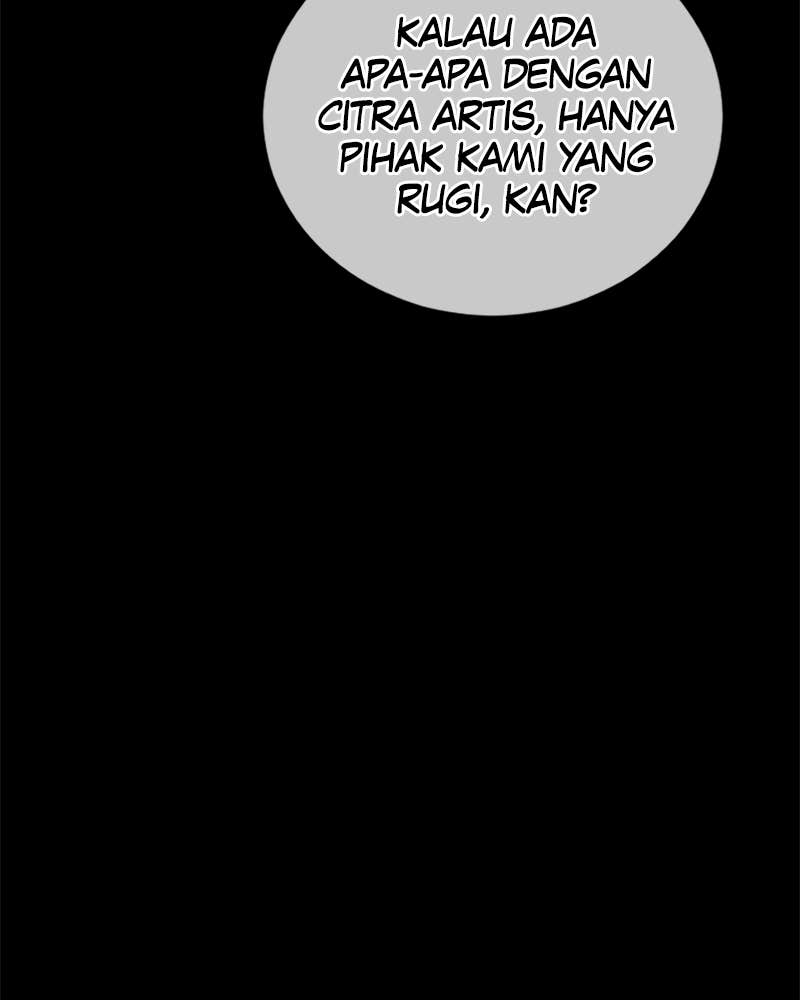 KALAU ADA
APA-APA DENGAN
CITRA ARTIS, HANYA
PIHAK KAMI YANG
RUGI, KAN?